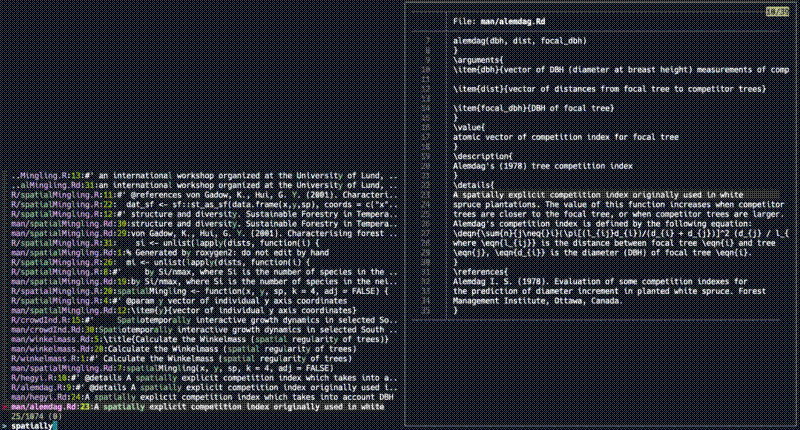 ..Mingling.R:13:#' an international workshop organized at the University of Lund, ..
..alMingling.Rd:31:an international workshop organized at the University of Lund, ..
R/spatialMingling.R:11:#' @references von Gadow, K., Hui, G. Y. (2001). Characteri..
R/spatialMingling.R:22:  dat_sf <- sf::st_as_sf(data.frame(x,y,sp), coords = c("x"..
R/spatialMingling.R:12:#' structure and diversity. Sustainable Forestry in Tempera..
man/spatialMingling.Rd:30:structure and diversity. Sustainable Forestry in Tempera..
man/spatialMingling.Rd:29:von Gadow, K., Hui, G. Y. (2001). Characterising forest ..
R/spatialMingling.R:31:    si <- unlist(lapply(dists, function(i) {
man/spatialMingling.Rd:1:% Generated by roxygen2: do not edit by hand
R/spatialMingling.R:26:  mi <- unlist(lapply(dists, function(i) {
R/spatialMingling.R:8:#'      by Si/nmax, where Si is the number of species in the ..
man/spatialMingling.Rd:19:by Si/nmax, where Si is the number of species in the nei..
R/spatialMingling.R:20:spatialMingling <- function(x, y, sp, k = 4, adj = FALSE) {
R/spatialMingling.R:4:#' @param y vector of individual y axis coordinates
man/spatialMingling.Rd:12:\item{y}{vector of individual y axis coordinates}
R/crowdInd.R:15:#'     Spatiotemporally interactive growth dynamics in selected So..
man/crowdInd.Rd:30:Spatiotemporally interactive growth dynamics in selected South ..
man/winkelmass.Rd:5:\title{Calculate the Winkelmass (spatial regularity of trees)}
man/winkelmass.Rd:20:Calculate the Winkelmass (spatial regularity of trees)
R/winkelmass.R:1:#' Calculate the Winkelmass (spatial regularity of trees)
man/spatialMingling.Rd:7:spatialMingling(x, y, sp, k = 4, adj = FALSE)
R/hegyi.R:10:#' @details A spatially explicit competition index which takes into a..
R/alemdag.R:9:#' @details A spatially explicit competition index originally used i..
man/hegyi.Rd:24:A spatially explicit competition index which takes into account DBH
man/alemdag.Rd:23:A spatially explicit competition index originally used in white
25/1074 (0)
> spatially
10/39
File: man/alemdag.Rd
7 alemdag(dbh, dist, focal_dbh)
8 }
9 \arguments{
10 \item{dbh}{vector of DBH (diameter at breast height) measurements of comp
11
12 \item{dist}{vector of distances from focal tree to competitor trees}
13
14 \item{focal_dbh}{DBH of focal tree}
15 }
16 \value{
17 atomic vector of competition index for focal tree
18 }
19 \description{
20 Alemdag's (1978) tree competition index
21 }
22 \details{
23 A spatially explicit competition index originally used in white
24 spruce plantations. The value of this function increases when competitor
25 trees are closer to the focal tree, or when competitor trees are larger.
26 Alemdag's competition index is defined by the following equation:
28 where \eqn{l_{ij}} is the distance between focal tree \eqn{i} and tree
29 \eqn{j}, \eqn{d_{i}} is the diameter (DBH) of focal tree \eqn{i}.
30 }
31 \references{
32 Alemdag I. S. (1978). Evaluation of some competition indexes for
33 the prediction of diameter increment in planted white spruce. Forest
34 Management Institute, Ottawa, Canada.
35 }